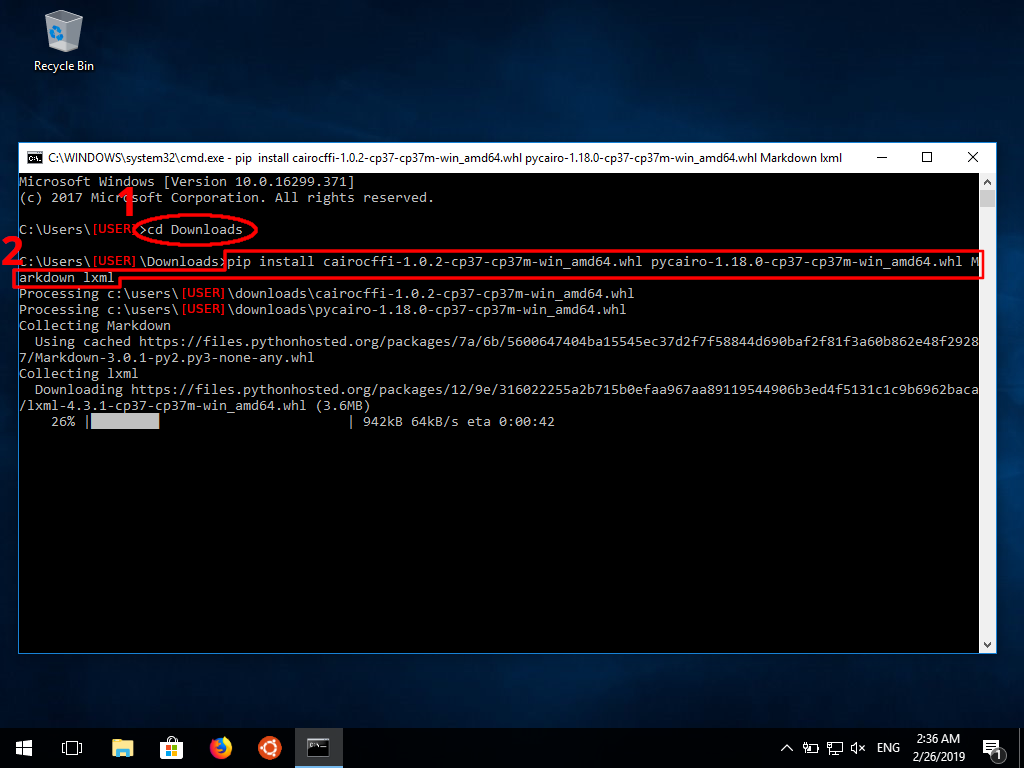 Recycle Bin
C:\WINDOWS\system32\cmd.exe - pip  install cairocffi-1.0.2-cp37-cp37m-win_amd64.whl pycairo-1.18.0-cp37-cp37m-win_amd64.whl Markdown lxml
Microsoft Windows [Version 10.0.16299.371]
(c) 2017 Microsoft Corporation. All rights reserved.
1
C:\Users\[USER]>cd Downloads
2
C:\Users\[USER]\Downloads>pip install cairocffi-1.0.2-cp37-cp37m-win_amd64.whl pycairo-1.18.0-cp37-cp37m-win_amd64.whl M
arkdown lxml
Processing c:\users\[USER]\downloads\cairocffi-1.0.2-cp37-cp37m-win_amd64.whl
Processing c:\users\[USER]\downloads\pycairo-1.18.0-cp37-cp37m-win_amd64.whl
Collecting Markdown
  Using cached https://files.pythonhosted.org/packages/7a/6b/5600647404ba15545ec37d2f7f58844d690baf2f81f3a60b862e48f2928
7/Markdown-3.0.1-py2.py3-none-any.whl
Collecting lxml
  Downloading https://files.pythonhosted.org/packages/12/9e/316022255a2b715b0efaa967aa89119544906b3ed4f5131c1c9b6962baca
/lxml-4.3.1-cp37-cp37m-win_amd64.whl (3.6MB)
    26% |                                | 942kB 64kB/s eta 0:00:42
ENG
2:36 AM
2/26/2019
1